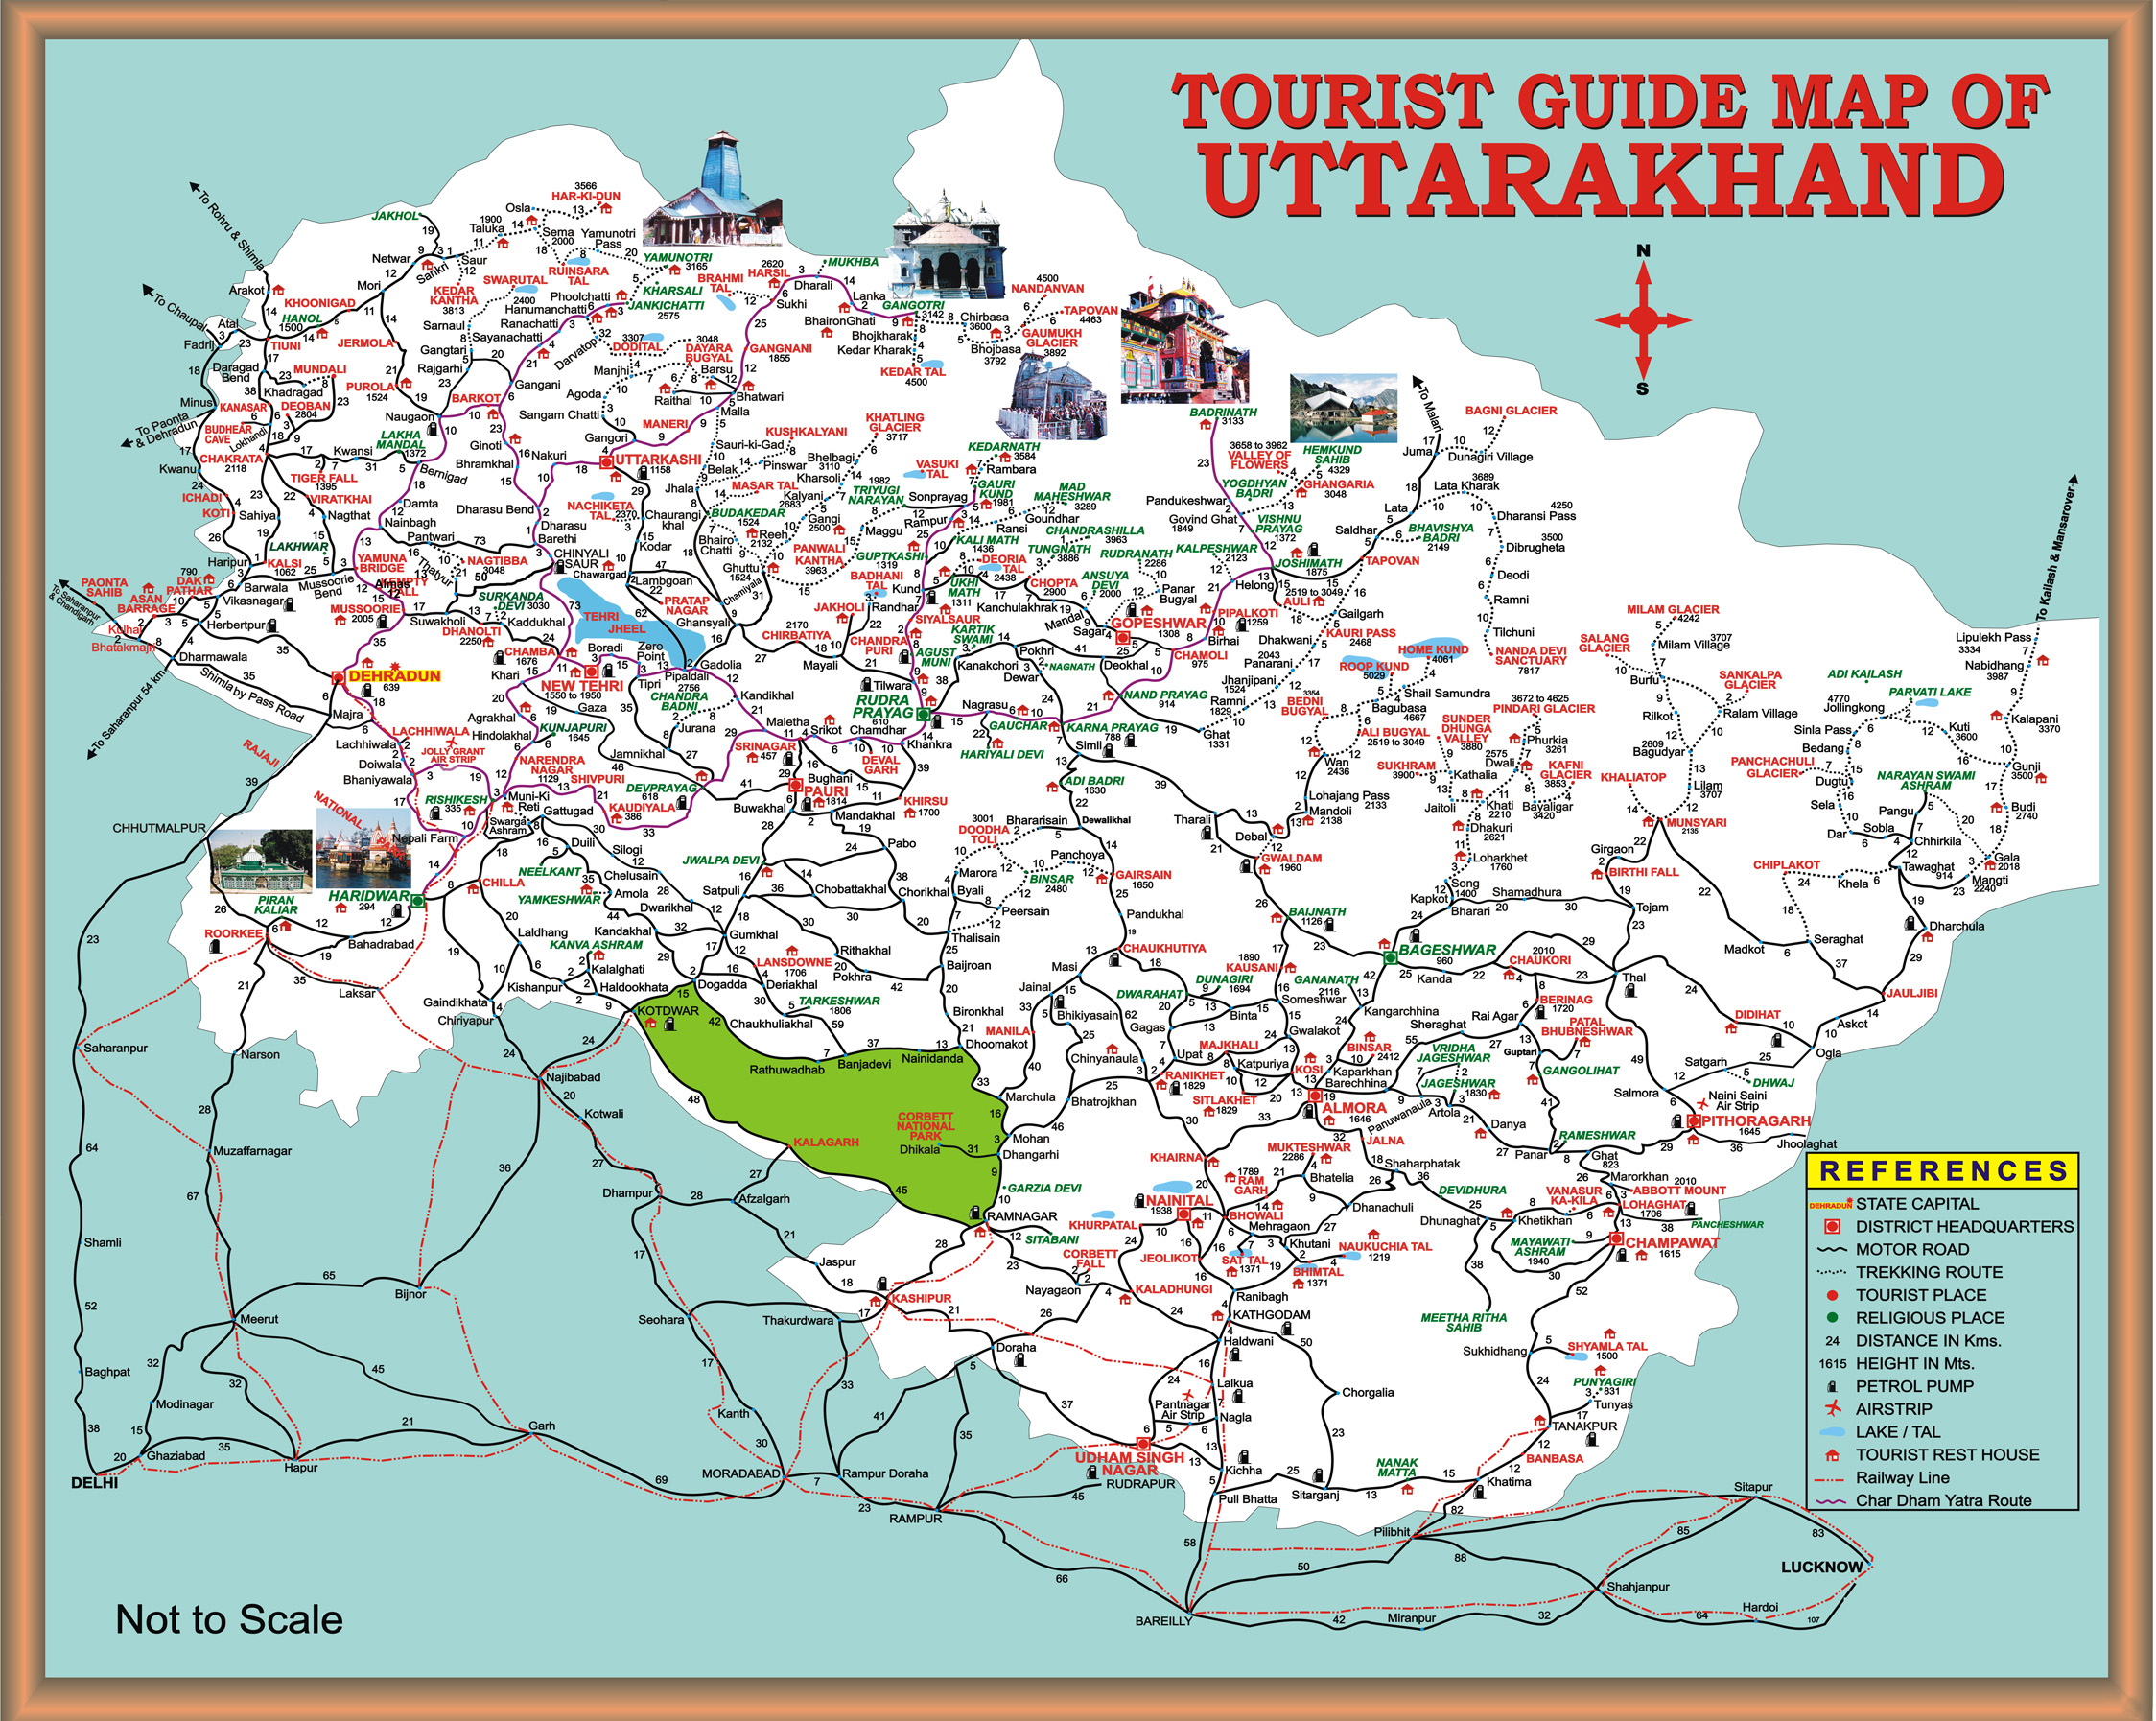 TOURIST GUIDE MAP OF
UTTARAKHAND
N
S
To Rohru & Shimla
To Chaupal
To Paonta
& Dehradun
To Saharanpur
& Chandigarh
To Saharanpur 54 km
To Malari
To Kailash & Mansarover
JAKHOL
Netwar
Sankri
Saur
Taluka
1900
Osla
3566
HAR-KI-DUN
Sema
2000
Yamunotri
Pass
RUINSARA
TAL
YAMUNOTRI
3165
KHARSALI
JANKICHATTI
2575
SWARUTAL
2400
KEDAR
KANTHA
3813
Phoolchatti
Hanumanchatti
Ranachatti
Sayanachatti
Sarnaul
Gangtari
Rajgarhi
Darvatop
3307
DODITAL
3048
DAYARA
BUGYAL
Barsu
BRAHMI
TAL
2620
HARSIL
Sukhi
Dharali
MUKHBA
Lanka
BhaironGhati
GANGOTRI
3142
Chirbasa
3600
Bhojbasa
3792
4500
NANDANVAN
TAPOVAN
4463
GAUMUKH
GLACIER
3892
Bhojkharak
Kedar Kharak
KEDAR TAL
4500
GANGNANI
1855
Arakot
KHOONIGAD
HANOL
1500
Mori
Atal
Fadrij
TIUNI
JERMOLA
Daragad
Bend
MUNDALI
Khadragad
PUROLA
1524
Minus
KANASAR
DEOBAN
2804
BUDHEAR
CAVE
Lokhandi
CHAKRATA
2118
Kwanu
ICHADI
KOTI
Kwansi
TIGER FALL
1395
VIRATKHAI
Sahiya
Nagthat
LAKHWAR
Haripur
KALSI
1062
Naugaon
BARKOT
LAKHA
MANDAL
1372
Bernigad
Damta
Nainbagh
Pantwari
Gangani
Ginoti
Bhramkhal
Nakuri
Dharasu Bend
Dharasu
Barethi
CHINYALI
SAUR
Manjhi
Agoda
Sangam Chatti
Gangori
Raithal
Bhatwari
Malla
MANERI
UTTARKASHI
1158
NACHIKETA
TAL
2370
Chaurangi
khal
Kodar
Chawargad
Lambgoan
Sauri-ki-Gad
Belak
Jhala
KUSHKALYANI
Pinswar
Bhelbagi
3110
Kharsoli
MASAR TAL
2683
Kalyani
BUDAKEDAR
1524
Reeh
Bhairo
Chatti
2132
Gangi
2500
Ghuttu
1524
KHATLING
GLACIER
3717
VASUKI
TAL
1982
TRIYUGI
NARAYAN
Sonprayag
Maggu
PANWALI
KANTHA
3963
KEDARNATH
3584
Rambara
GAURI
KUND
1981
Rampur
GUPTKASHI
1319
KALI MATH
1436
Ransi
Goundhar
MAD
MAHESHWAR
3289
CHANDRASHILLA
3963
TUNGNATH
3886
DEORIA
TAL
2438
UKHI
MATH
1311
CHOPTA
2900
Kanchulakhrak
Mandal
Sagar
RUDRANATH
2286
ANSUYA
DEVI
2000
KALPESHWAR
2123
Panar
Bugyal
BADRINATH
3133
3658 to 3962
VALLEY OF
FLOWERS
HEMKUND
SAHIB
4329
GHANGARIA
3048
YOGDHYAN
BADRI
Pandukeshwar
Govind Ghat
1849
VISHNU
PRAYAG
1372
JOSHIMATH
1875
Helong
2519 to 3049
AULI
PIPALKOTI
1259
GOPESHWAR
1308
Birhai
CHAMOLI
975
Juma
Dunagiri Village
BAGNI GLACIER
3689
Lata Kharak
Lata
Dharansi Pass
4250
Saldhar
BHAVISHYA
BADRI
2149
3500
Dibrugheta
TAPOVAN
Deodi
Ramni
Tilchuni
NANDA DEVI
SANCTUARY
7817
Gailgarh
KAURI PASS
2468
Dhakwani
2043
Panarani
Jhanjipani
1524
Ramni
1829
Ghat
1331
ROOP KUND
5029
HOME KUND
4061
Shail Samundra
Bagubasa
4667
BEDNI
BUGYAL
3354
ALI BUGYAL
2519 to 3049
Wan
2436
Lohajang Pass
2133
Mandoli
2138
Debal
Tharali
GWALDAM
1960
PAONTA
SAHIB
ASAN
BARRAGE
790
DAK
PATHAR
Kulhal
Bhatakmajri
Barwala
Vikasnagar
Herbertpur
Dharmawala
Shimla by Pass Road
Mussoorie
Bend
YAMUNA
BRIDGE
KEMPTY
FALL
MUSSOORIE
2005
Thatyur
NAGTIBBA
3048
Suwakholi
SURKANDA
DEVI
3030
Kaddukhal
DHANOLTI
2250
DEHRADUN
639
Majra
CHAMBA
1676
Khari
TEHRI
JHEEL
PRATAP
NAGAR
Ghansyali
Chamiyala
Boradi
Zero
Point
NEW TEHRI
1550 to 1950
Tipri
Pipaldali
2756
Gadolia
CHANDRA
BADNI
Kandikhal
Jurana
Jamnikhal
Agrakhal
Gaza
Hindolakhal
KUNJAPURI
1645
NARENDRA
NAGAR
1129
SHIVPURI
KAUDIYALA
386
DEVPRAYAG
618
LACHHIWALA
Lachhiwala
Doiwala
Bhaniyawala
JOLLY GRANT
AIR STRIP
RISHIKESH
335
Muni-Ki
Reti
Swarga
Ashram
Gattugad
Nepali Farm
RAJAJI
NATIONAL
PARK
CHHUTMALPUR
HARIDWAR
294
PIRAN
KALIAR
ROORKEE
Bahadrabad
Laksar
CHILLA
NEELKANT
YAMKESHWAR
Duili
Silogi
Chelusain
Amola
Dwarikhal
Laldhang
KANVA ASHRAM
Kandakhal
Kalalghati
Kishanpur
Haldookhata
Gaindikhata
Chiriyapur
CHIRBATIYA
2170
Mayali
JAKHOLI
BADHANI
TAL
Kund
Randhar
SIYALSAUR
CHANDRA
PURI
KARTIK
SWAMI
AGUST
MUNI
Kanakchori
Pokhri
NAGNATH
Deokhal
Dewar
Tilwara
RUDRA
PRAYAG
610
Nagrasu
GAUCHAR
HARIYALI DEVI
NAND PRAYAG
914
KARNA PRAYAG
788
Simli
ADI BADRI
1630
SRINAGAR
457
Maletha
Srikot
Chamdhar
Khankra
DEVAL
GARH
PAURI
1814
Bughani
Buwakhal
Mandakhal
KHIRSU
1700
Pabo
JWALPA DEVI
Satpuli
Chobattakhal
Chorikhal
Gumkhal
Rithakhal
Pokhra
LANSDOWNE
1706
Deriakhal
TARKESHWAR
1806
Dogadda
Chaukhuliakhal
KOTDWAR
Rathuwadhab
Banjadevi
Nainidanda
Dhoomakot
Bironkhal
Baijroan
Thalisain
3001
DOODHA
TOLI
Bhararisain
Dewalikhal
Panchoya
Marora
Byali
Peersain
BINSAR
2480
GAIRSAIN
1650
Pandukhal
CHAUKHUTIYA
Masi
Jainal
Bhikiyasain
MANILA
Chinyanaula
Marchula
Bhatrojkhan
Mohan
Dhangarhi
CORBETT
NATIONAL
PARK
Dhikala
KALAGARH
GARZIA DEVI
RAMNAGAR
SITABANI
DWARAHAT
DUNAGIRI
1694
Gagas
Binta
Upat
RANIKHET
1829
MAJKHALI
Katpuriya
SITLAKHET
1829
BAIJNATH
1126
1890
KAUSANI
Someshwar
GANANATH
2116
Gwalakot
KOSI
BAGESHWAR
960
Kanda
Kangarchhina
BINSAR
2412
Kaparkhan
Barechhina
ALMORA
1646
Panuwanaula
Artola
VRIDHA
JAGESHWAR
JAGESHWAR
1830
Sheraghat
Danya
JALNA
SUKHRAM
3900
SUNDER
DHUNGA
VALLEY
3880
Kathalia
Jaitoli
3672 to 4625
PINDARI GLACIER
Phurkia
3261
2575
Dwali
KAFNI
GLACIER
3853
Khati
2210
Bayaligar
3420
Dhakuri
2621
Loharkhet
1760
Song
1400
Kapkot
Bharari
Shamadhura
Tejam
SALANG
GLACIER
MILAM GLACIER
4242
3707
Milam Village
Burfu
SANKALPA
GLACIER
Rilkot
Ralam Village
2609
Bagudyar
Lilam
3707
KHALIATOP
MUNSYARI
2135
Girgaon
BIRTHI FALL
Madkot
Seraghat
CHIPLAKOT
Khela
Tawaghat
914
Mangti
2240
Gala
2018
Dharchula
PANCHACHULI
GLACIER
ADI KAILASH
PARVATI LAKE
4770
Jollingkong
Sinla Pass
Bedang
Dugtu
Sela
Dar
Sobla
Kuti
3600
Gunji
3500
NARAYAN SWAMI
ASHRAM
Pangu
Chhirkila
Budi
2740
Lipulekh Pass
3334
Nabidhang
3987
Kalapani
3370
2010
CHAUKORI
BERINAG
1720
Rai Agar
PATAL
BHUBNESHWAR
Guptari
GANGOLIHAT
Thal
DIDIHAT
JAULJIBI
Askot
Ogla
Satgarh
DHWAJ
Salmora
Naini Saini
Air Strip
PITHORAGARH
1645
Jhoolaghat
RAMESHWAR
Panar
Ghat
823
Marorkhan
2010
ABBOTT MOUNT
VANASUR
KA-KILA
LOHAGHAT
1706
PANCHESHWAR
Khetikhan
DEVIDHURA
Dhunaghat
MAYAWATI
ASHRAM
1940
CHAMPAWAT
1615
MEETHA RITHA
SAHIB
Sukhidhang
SHYAMLA TAL
1500
PUNYAGIRI
831
Tunyas
TANAKPUR
BANBASA
Khatima
NANAK
MATTA
Sitarganj
KHAIRNA
MUKTESHWAR
2286
Shaharphatak
1789
RAM
GARH
Bhatelia
Dhanachuli
NAINITAL
1938
BHOWALI
Mehragaon
Khutani
NAUKUCHIA TAL
1219
SAT TAL
1371
BHIMTAL
1371
KHURPATAL
JEOLIKOT
CORBETT
FALL
Nayagaon
KALADHUNGI
Ranibagh
KATHGODAM
Haldwani
Chorgalia
Lalkua
Pantnagar
Air Strip
Nagla
UDHAM SINGH
NAGAR
RUDRAPUR
Kichha
Pull Bhatta
Doraha
KASHIPUR
Jaspur
Thakurdwara
Afzalgarh
Dhampur
Seohara
Kanth
MORADABAD
Rampur Doraha
RAMPUR
Najibabad
Kotwali
Bijnor
Saharanpur
Narson
Muzaffarnagar
Shamli
Meerut
Baghpat
Modinagar
Ghaziabad
DELHI
Hapur
Garh
BAREILLY
Miranpur
Pilibhit
Shahjanpur
Sitapur
Hardoi
LUCKNOW
Not to Scale
REFERENCES
DEHRADUN STATE CAPITAL
DISTRICT HEADQUARTERS
MOTOR ROAD
TREKKING ROUTE
TOURIST PLACE
RELIGIOUS PLACE
24 DISTANCE IN Kms.
1615 HEIGHT IN Mts.
PETROL PUMP
AIRSTRIP
LAKE / TAL
TOURIST REST HOUSE
Railway Line
Char Dham Yatra Route